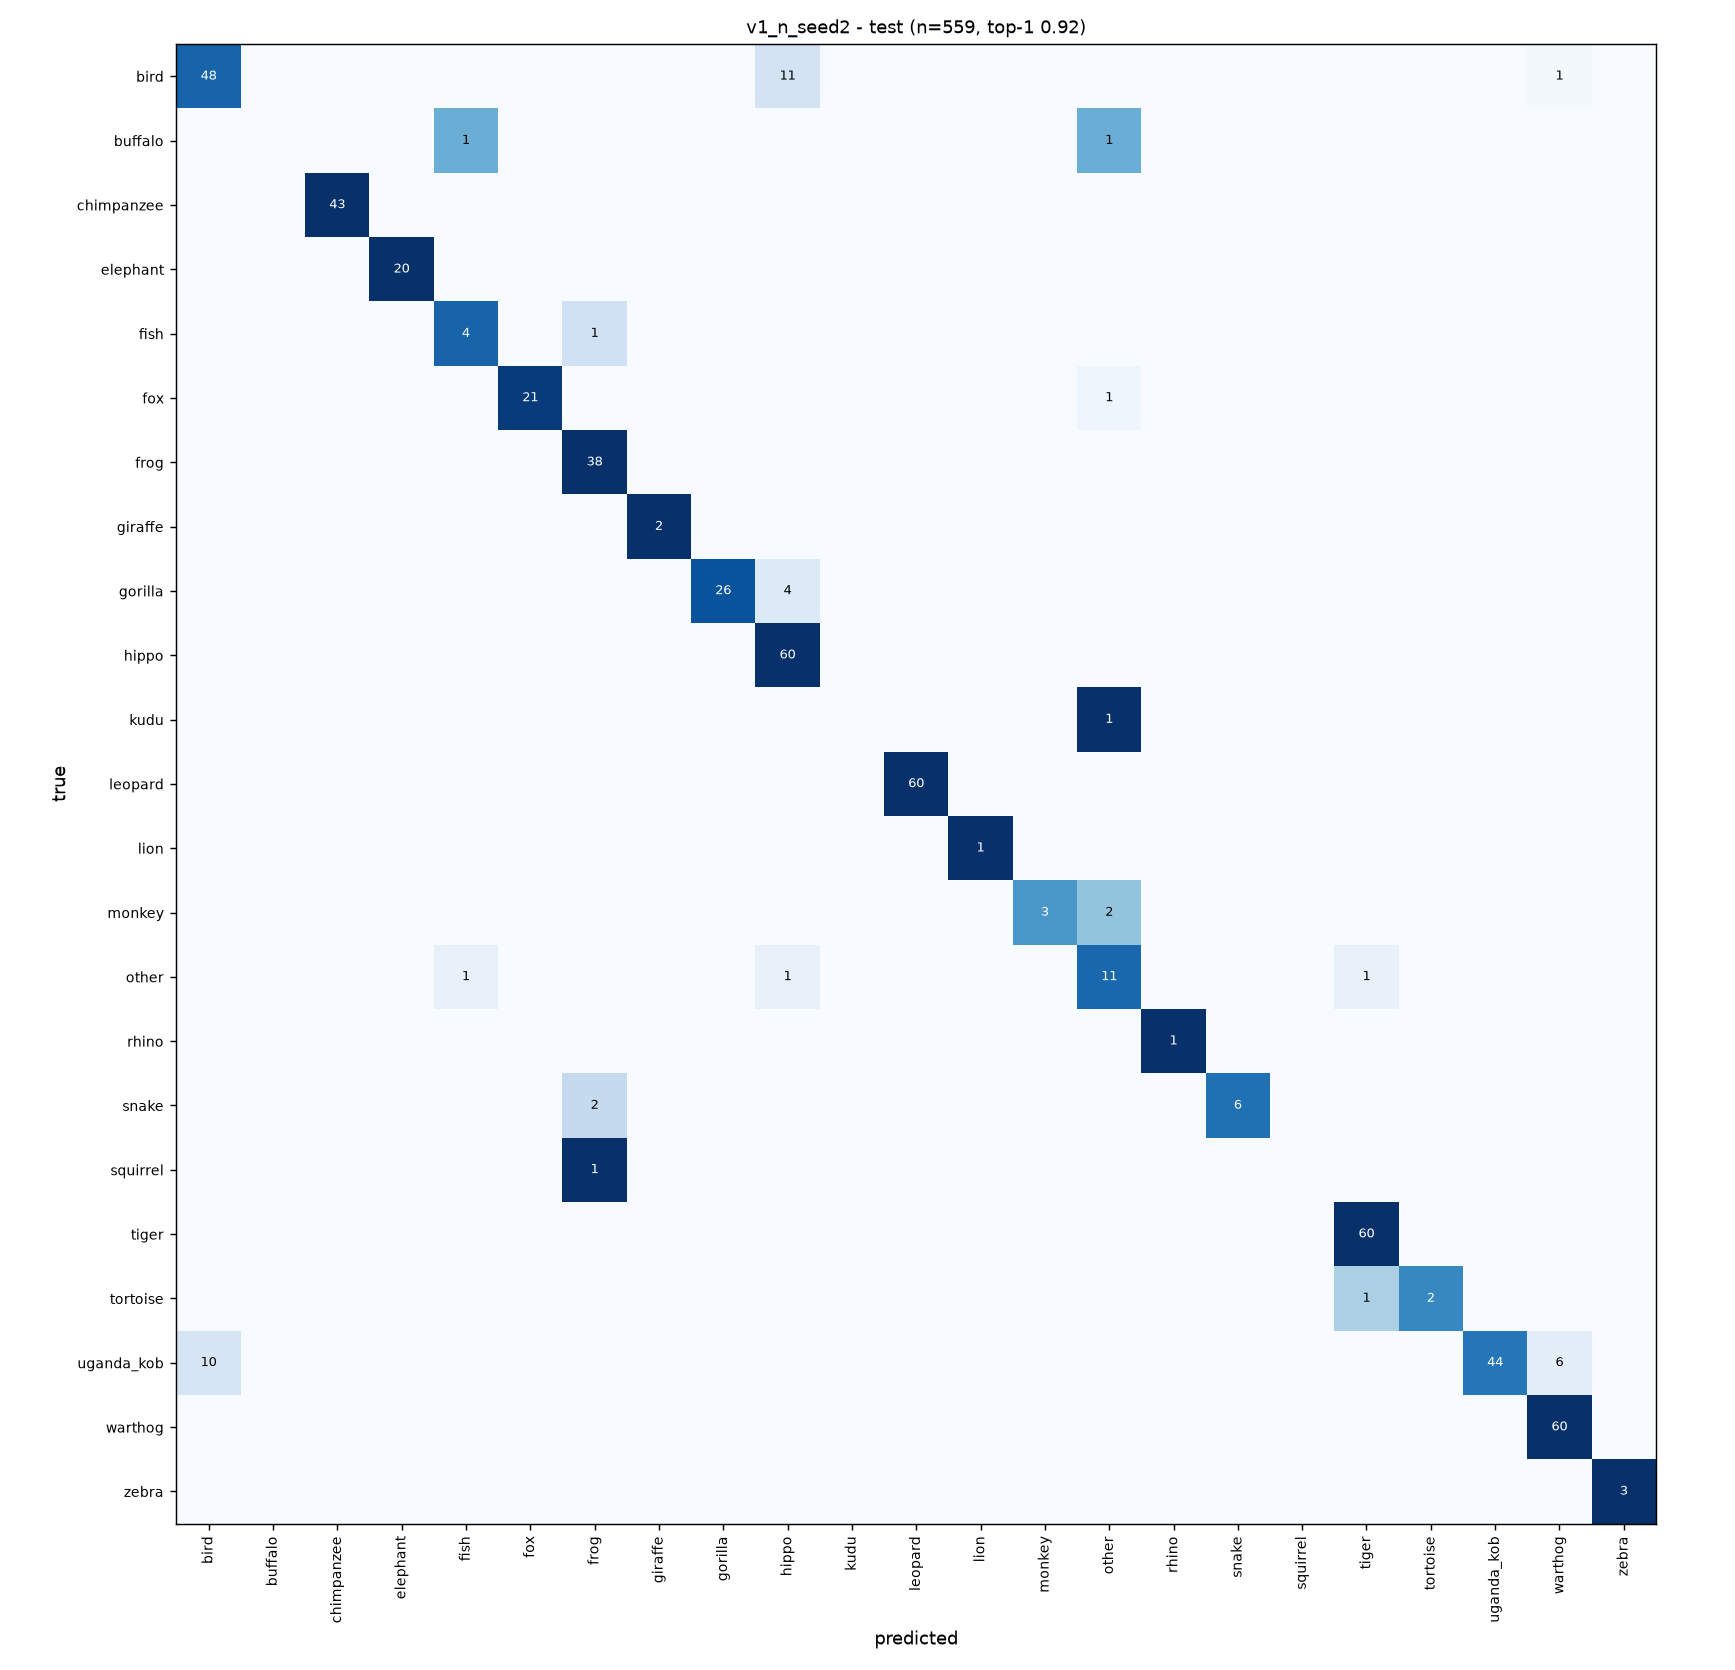 v1_n_seed2 - test (n=559, top-1 0.92)
bird 48 11 1
buffalo 1 1
chimpanzee 43
elephant 20
fish 4 1
fox 21 1
frog 38
giraffe 2
gorilla 26 4
hippo 60
kudu 1
leopard 60
lion 1
monkey 3 2
other 1 1 11 1
rhino 1
snake 2 6
squirrel 1
tiger 60
tortoise 1 2
uganda_kob 10 44 6
warthog 60
zebra 3
true
bird buffalo chimpanzee elephant fish fox frog giraffe gorilla hippo kudu leopard lion monkey other rhino snake squirrel tiger tortoise uganda_kob warthog zebra
predicted